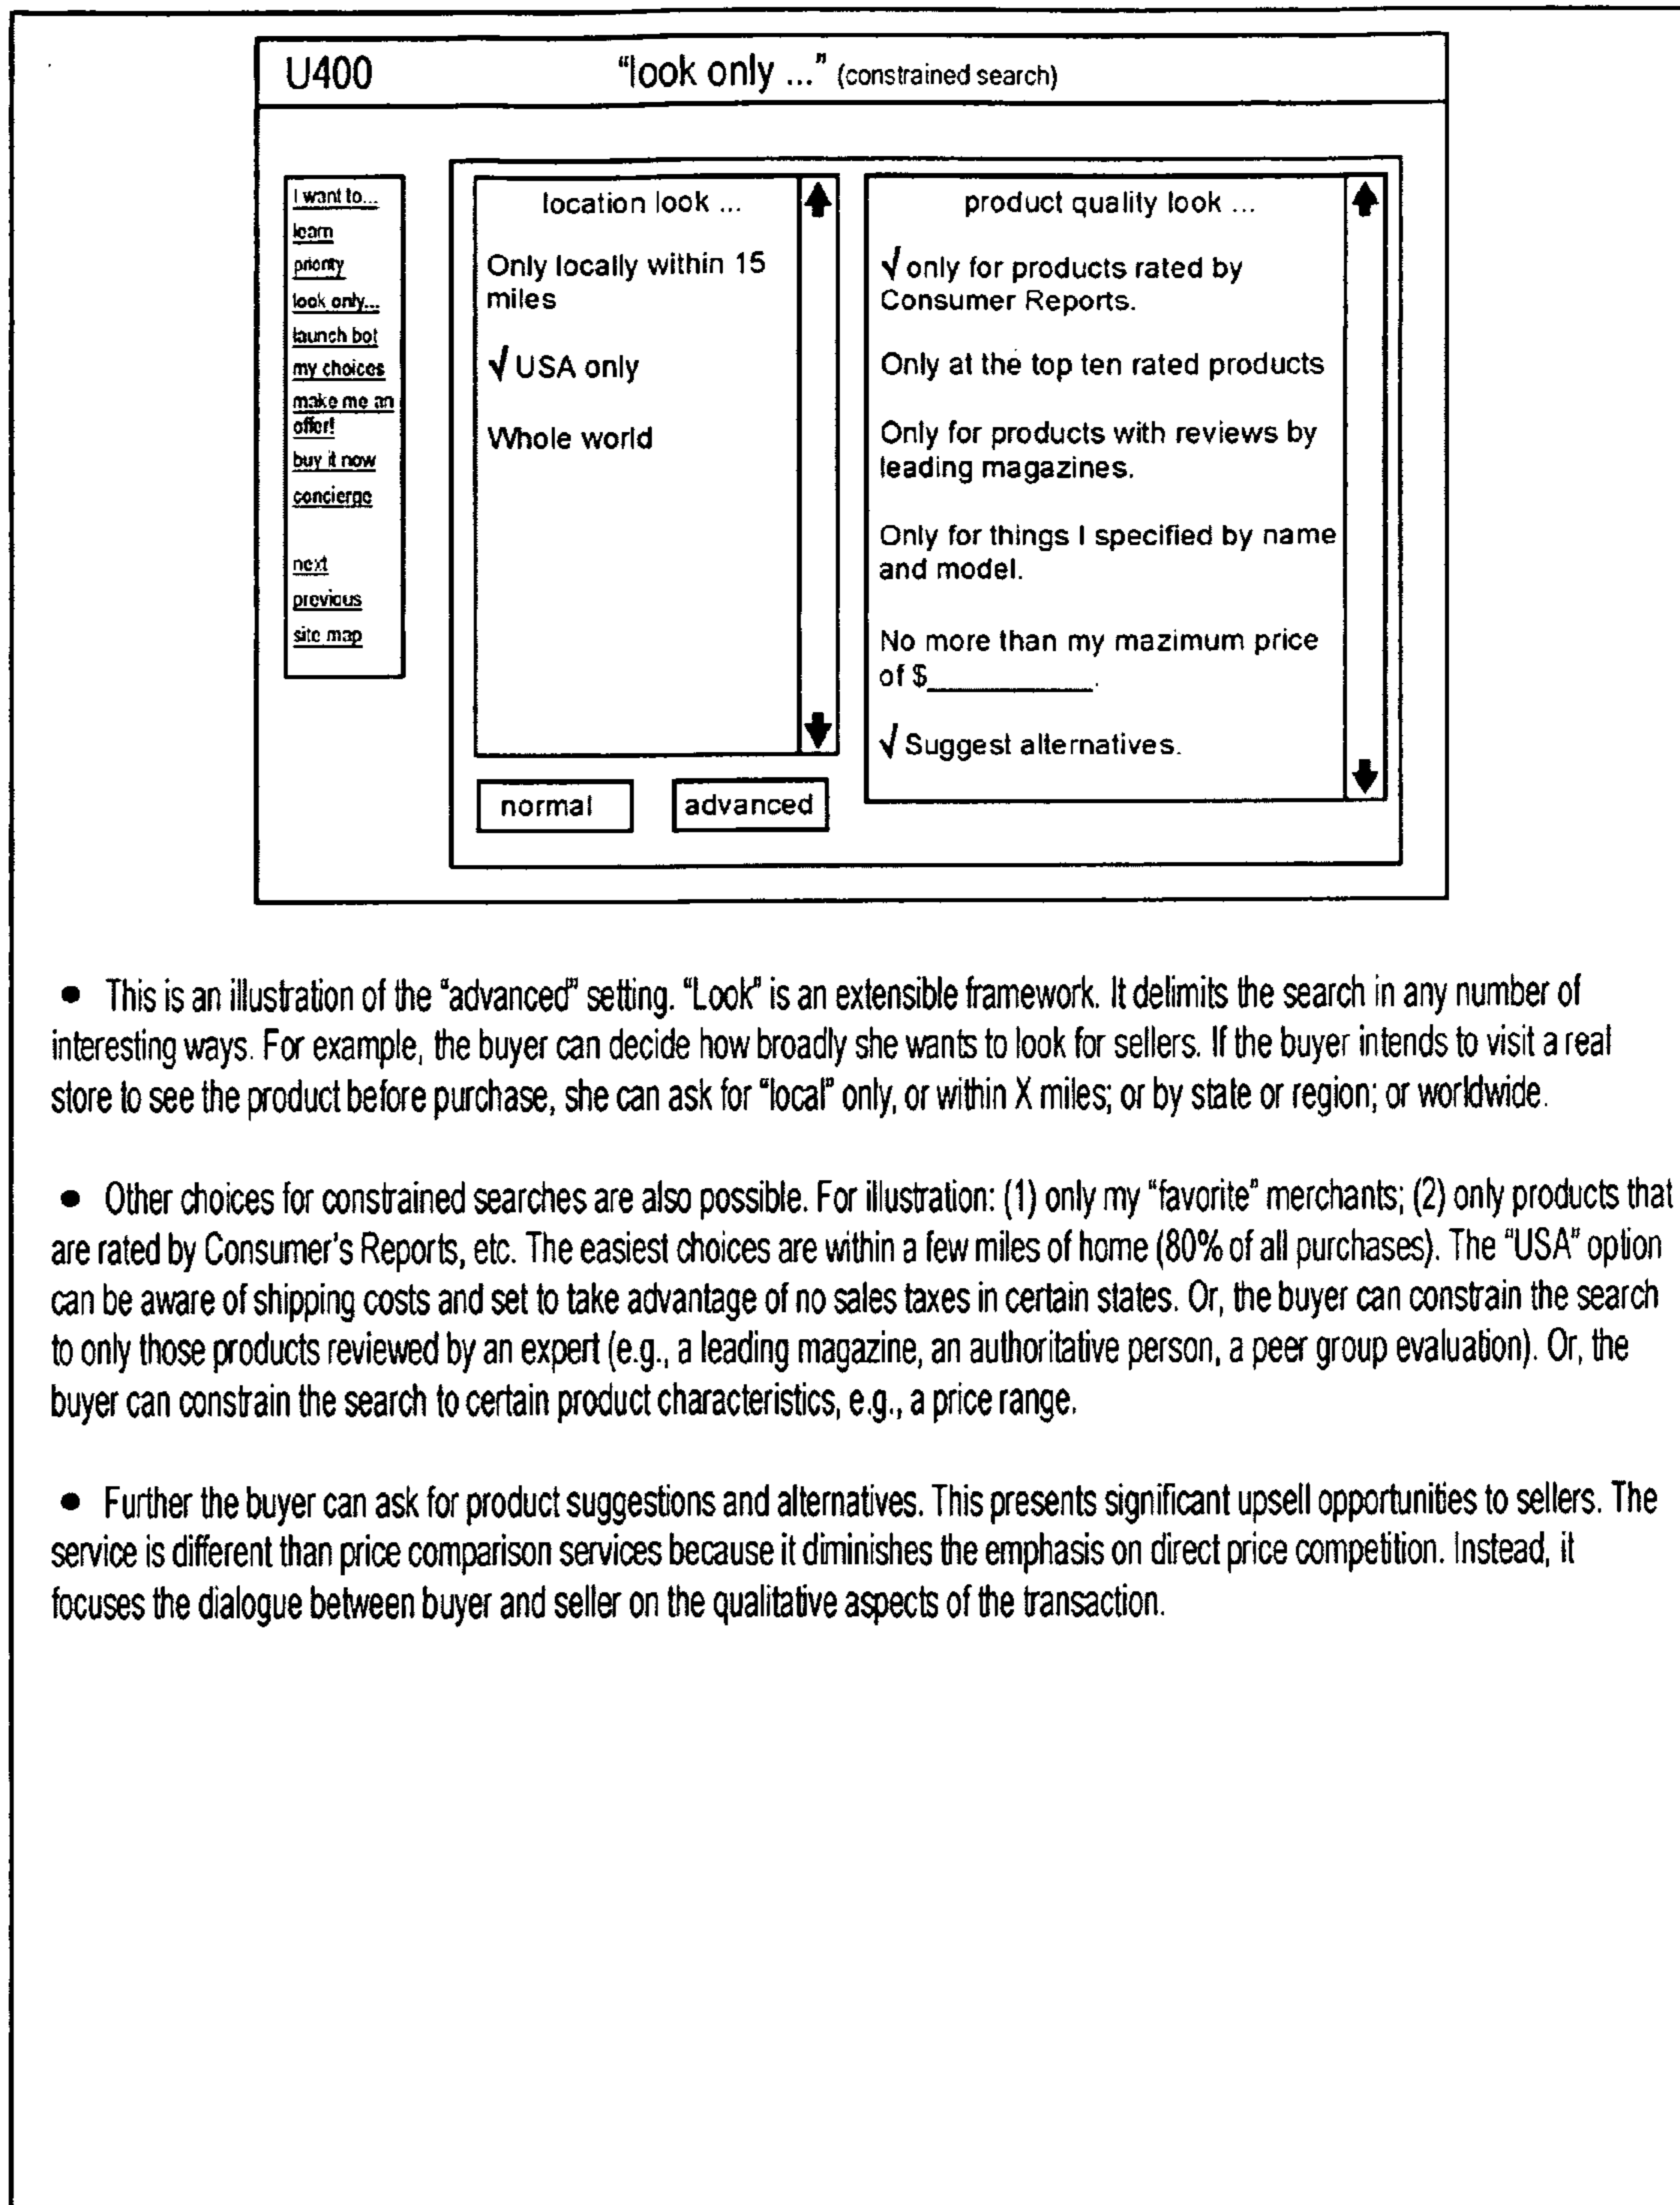 U400 "look only ..." (constrained search)
I want to...
learn
priority
look only...
launch bot
my choices
make me an
offer!
buy it now
concierge
next
previous
site map
location look ...
Only locally within 15
miles
√ USA only
Whole world
normal
advanced
product quality look ...
√ only for products rated by
Consumer Reports.
Only at the top ten rated products
Only for products with reviews by
leading magazines.
Only for things I specified by name
and model.
No more than my mazimum price
of $____________.
√ Suggest alternatives.
● This is an illustration of the "advanced" setting. "Look" is an extensible framework. It delimits the search in any number of
interesting ways. For example, the buyer can decide how broadly she wants to look for sellers. If the buyer intends to visit a real
store to see the product before purchase, she can ask for "local" only, or within X miles; or by state or region; or worldwide.
● Other choices for constrained searches are also possible. For illustration: (1) only my "favorite" merchants; (2) only products that
are rated by Consumer's Reports, etc. The easiest choices are within a few miles of home (80% of all purchases). The "USA" option
can be aware of shipping costs and set to take advantage of no sales taxes in certain states. Or, the buyer can constrain the search
to only those products reviewed by an expert (e.g., a leading magazine, an authoritative person, a peer group evaluation). Or, the
buyer can constrain the search to certain product characteristics, e.g., a price range.
● Further the buyer can ask for product suggestions and alternatives. This presents significant upsell opportunities to sellers. The
service is different than price comparison services because it diminishes the emphasis on direct price competition. Instead, it
focuses the dialogue between buyer and seller on the qualitative aspects of the transaction.